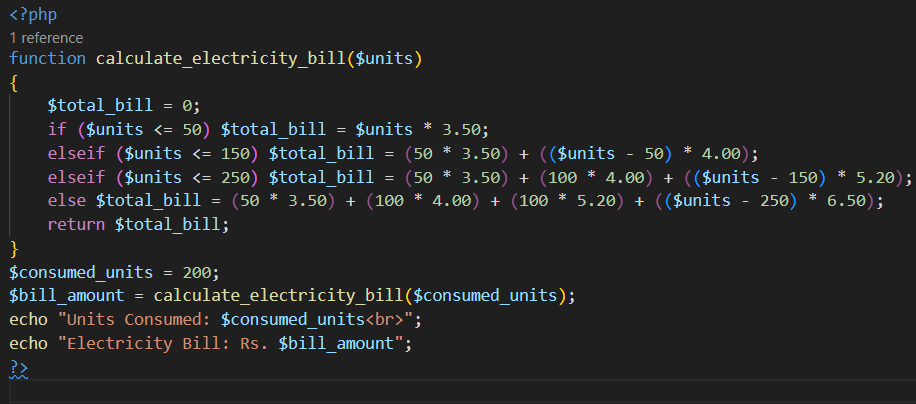 <?php
1 reference
function calculate_electricity_bill($units)
{
    $total_bill = 0;
    if ($units <= 50) $total_bill = $units * 3.50;
    elseif ($units <= 150) $total_bill = (50 * 3.50) + (($units - 50) * 4.00);
    elseif ($units <= 250) $total_bill = (50 * 3.50) + (100 * 4.00) + (($units - 150) * 5.20);
    else $total_bill = (50 * 3.50) + (100 * 4.00) + (100 * 5.20) + (($units - 250) * 6.50);
    return $total_bill;
}
$consumed_units = 200;
$bill_amount = calculate_electricity_bill($consumed_units);
echo "Units Consumed: $consumed_units<br>";
echo "Electricity Bill: Rs. $bill_amount";
?>